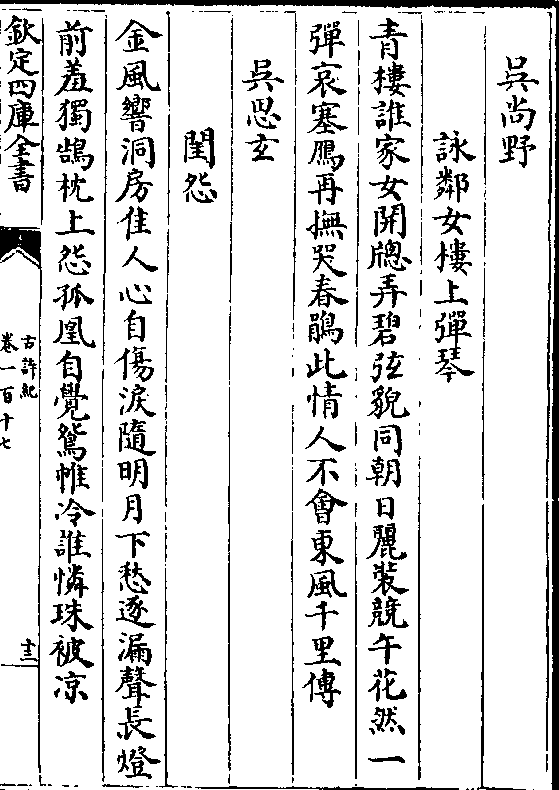 吳尚野
詠鄰女樓上彈琴
青樓誰家女開牕弄碧弦貌同朝日麗裝競午花然一
彈哀塞鴈再撫哭春鵑此情人不會東風千里傳
吳思玄
閨怨
金風響洞房佳人心自傷淚隨明月下愁逐漏聲長燈
前羞獨鵠枕上怨孤凰自覺鴛帷冷誰憐珠被凉
欽定四庫全書
古詩紀
卷一百十七
十三